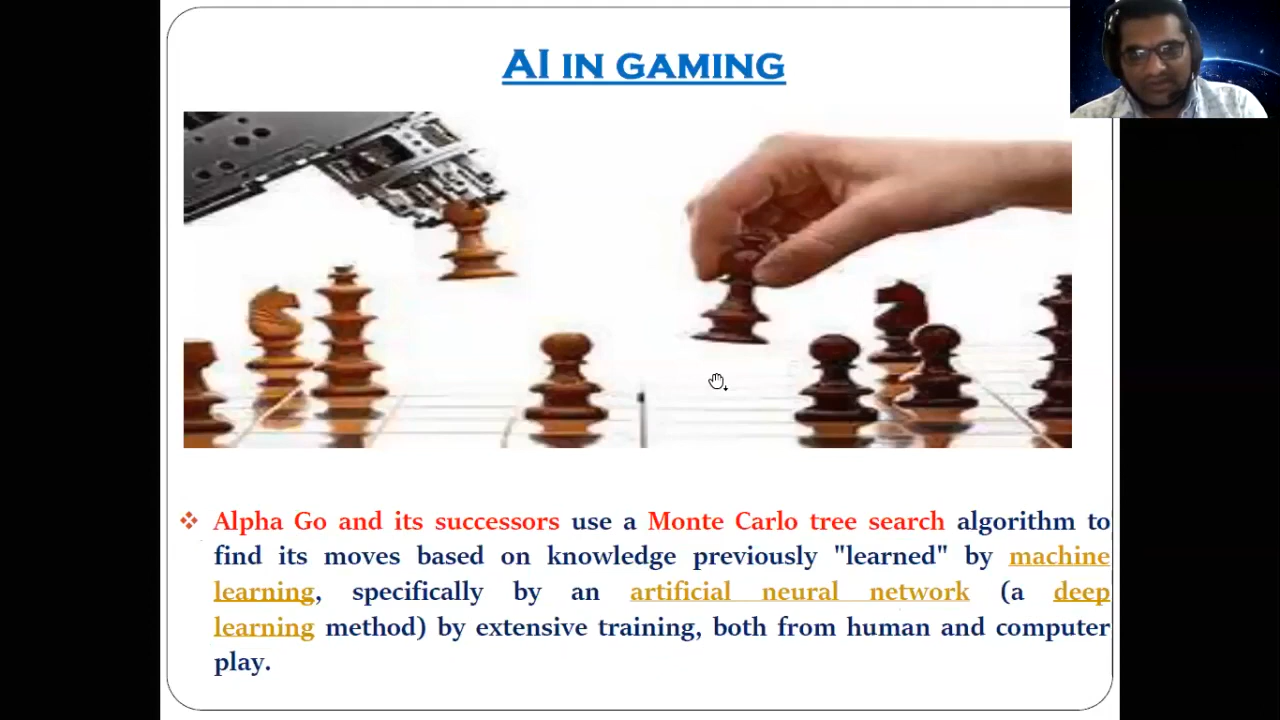 AI IN GAMING
Alpha Go and its successors use a Monte Carlo tree search algorithm to
find its moves based on knowledge previously "learned" by machine
learning, specifically by an artificial neural network (a deep
learning method) by extensive training, both from human and computer
play.